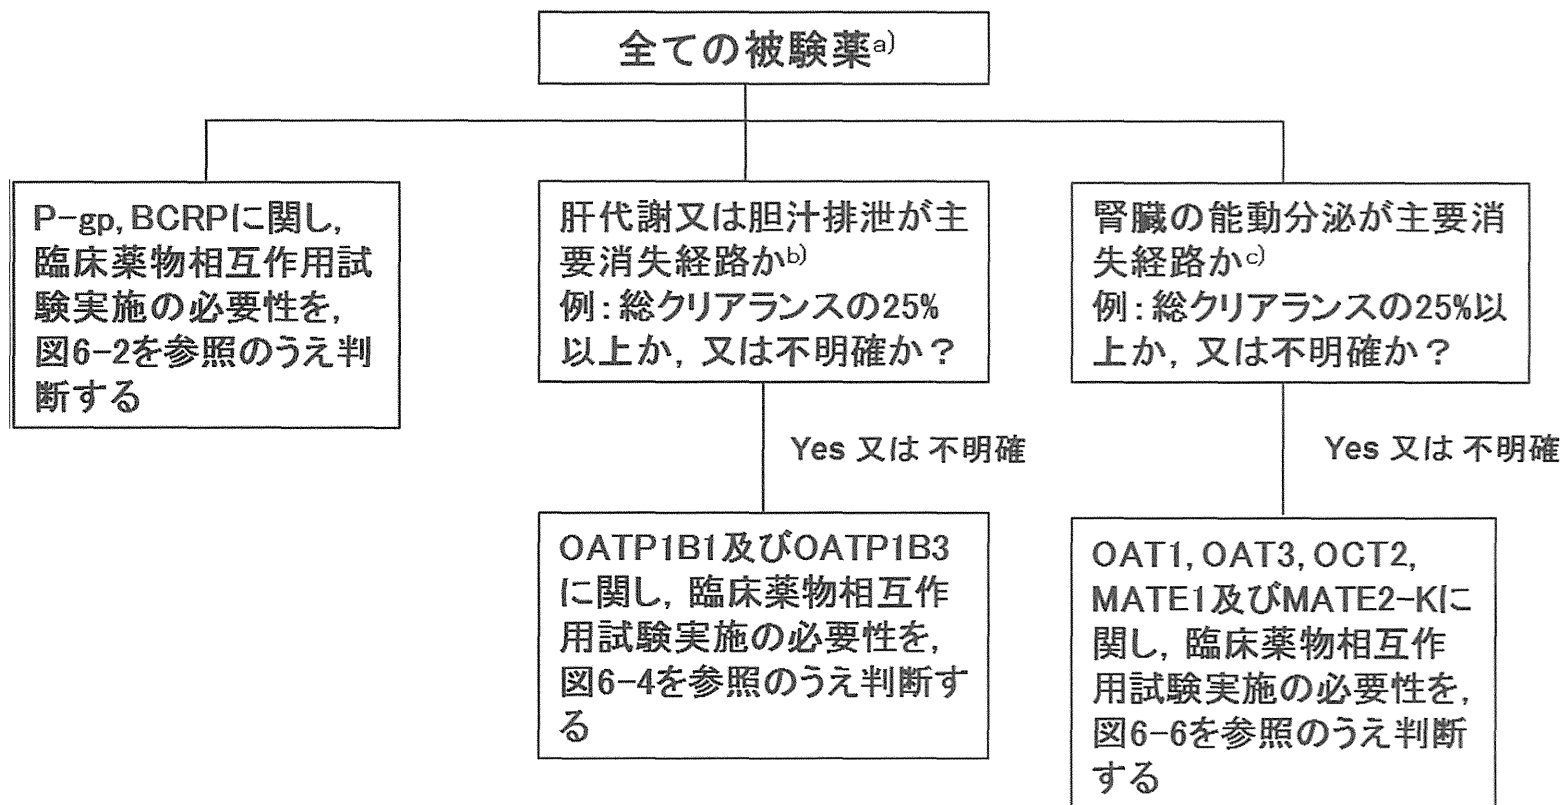 全ての被験薬a)
P-gp, BCRPに関し,
臨床薬物相互作用試
験実施の必要性を,
図6-2を参照のうえ判
断する
肝代謝又は胆汁排泄が主
要消失経路かb)
例:総クリアランスの25%
以上か, 又は不明確か?
腎臓の能動分泌が主要消
失経路かc)
例:総クリアランスの25%以
上か, 又は不明確か?
Yes 又は 不明確
Yes 又は 不明確
OATP1B1及びOATP1B3
に関し, 臨床薬物相互作
用試験実施の必要性を,
図6-4を参照のうえ判断す
る
OAT1, OAT3, OCT2,
MATE1及びMATE2-Kに
関し, 臨床薬物相互作
用試験実施の必要性を,
図6-6を参照のうえ判断
する